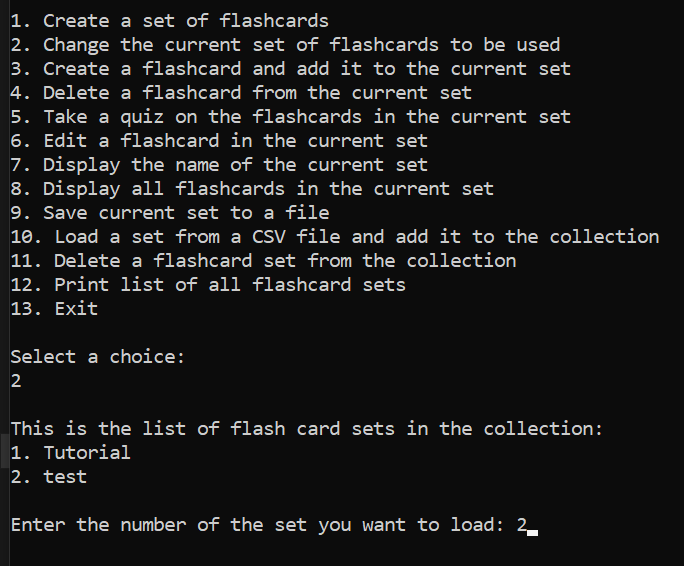 1. Create a set of flashcards
2. Change the current set of flashcards to be used
3. Create a flashcard and add it to the current set
4. Delete a flashcard from the current set
5. Take a quiz on the flashcards in the current set
6. Edit a flashcard in the current set
7. Display the name of the current set
8. Display all flashcards in the current set
9. Save current set to a file
10. Load a set from a CSV file and add it to the collection
11. Delete a flashcard set from the collection
12. Print list of all flashcard sets
13. Exit
Select a choice:
2
This is the list of flash card sets in the collection:
1. Tutorial
2. test
Enter the number of the set you want to load: 2